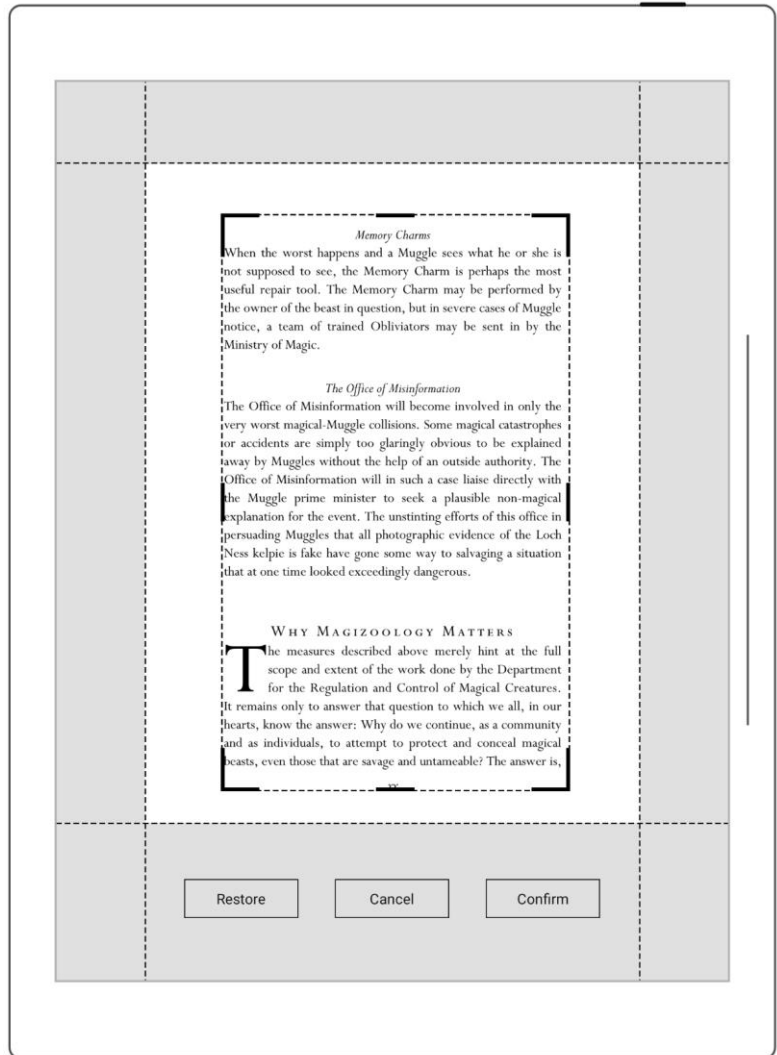 Memory Charms
When the worst happens and a Muggle sees what he or she is
not supposed to see, the Memory Charm is perhaps the most
useful repair tool. The Memory Charm may be performed by
the owner of the beast in question, but in severe cases of Muggle
notice, a team of trained Obliviators may be sent in by the
Ministry of Magic.
The Office of Misinformation
The Office of Misinformation will become involved in only the
very worst magical-Muggle collisions. Some magical catastrophes
or accidents are simply too glaringly obvious to be explained
away by Muggles without the help of an outside authority. The
Office of Misinformation will in such a case liaise directly with
the Muggle prime minister to seek a plausible non-magical
explanation for the event. The unstinting efforts of this office in
persuading Muggles that all photographic evidence of the Loch
Ness kelpie is fake have gone some way to salvaging a situation
that at one time looked exceedingly dangerous.
WHY MAGIZOOLOGY MATTERS
The measures described above merely hint at the full
scope and extent of the work done by the Department
for the Regulation and Control of Magical Creatures.
It remains only to answer that question to which we all, in our
hearts, know the answer: Why do we continue, as a community
and as individuals, to attempt to protect and conceal magical
beasts, even those that are savage and untameable? The answer is,
Restore Cancel Confirm